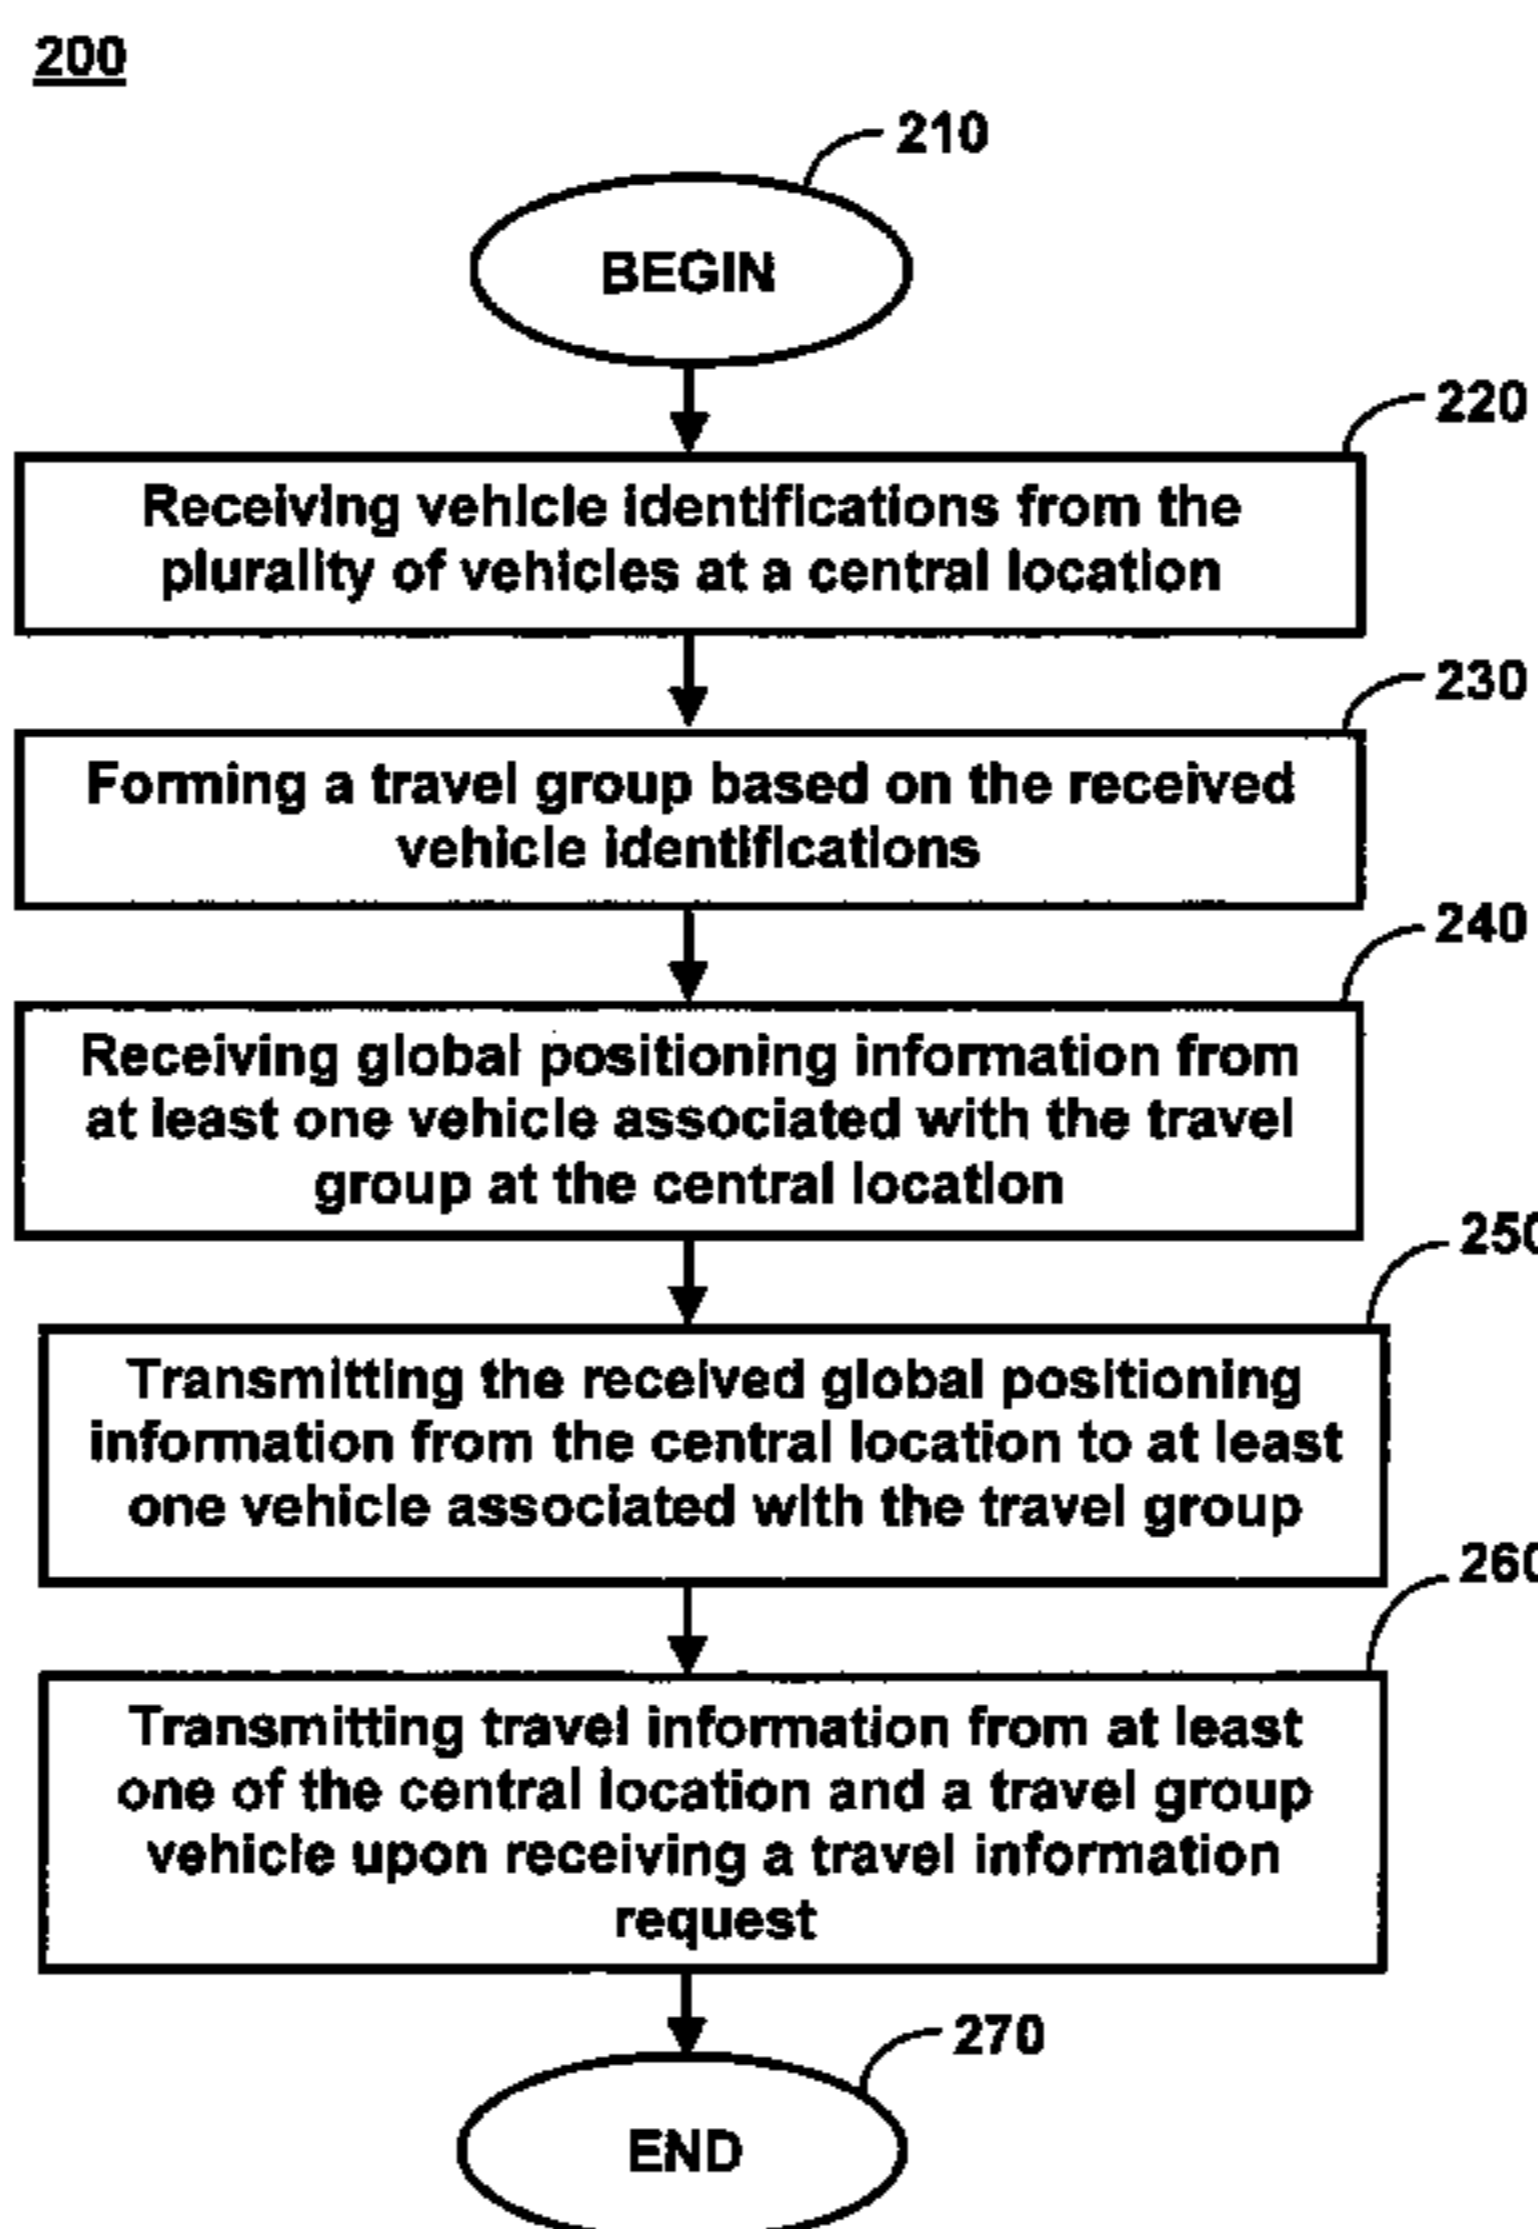 200
210
BEGIN
220
Receiving vehicle identifications from the
plurality of vehicles at a central location
230
Forming a travel group based on the received
vehicle identifications
240
Receiving global positioning information from
at least one vehicle associated with the travel
group at the central location
250
Transmitting the received global positioning
information from the central location to at least
one vehicle associated with the travel group
260
Transmitting travel information from at least
one of the central location and a travel group
vehicle upon receiving a travel information
request
270
END